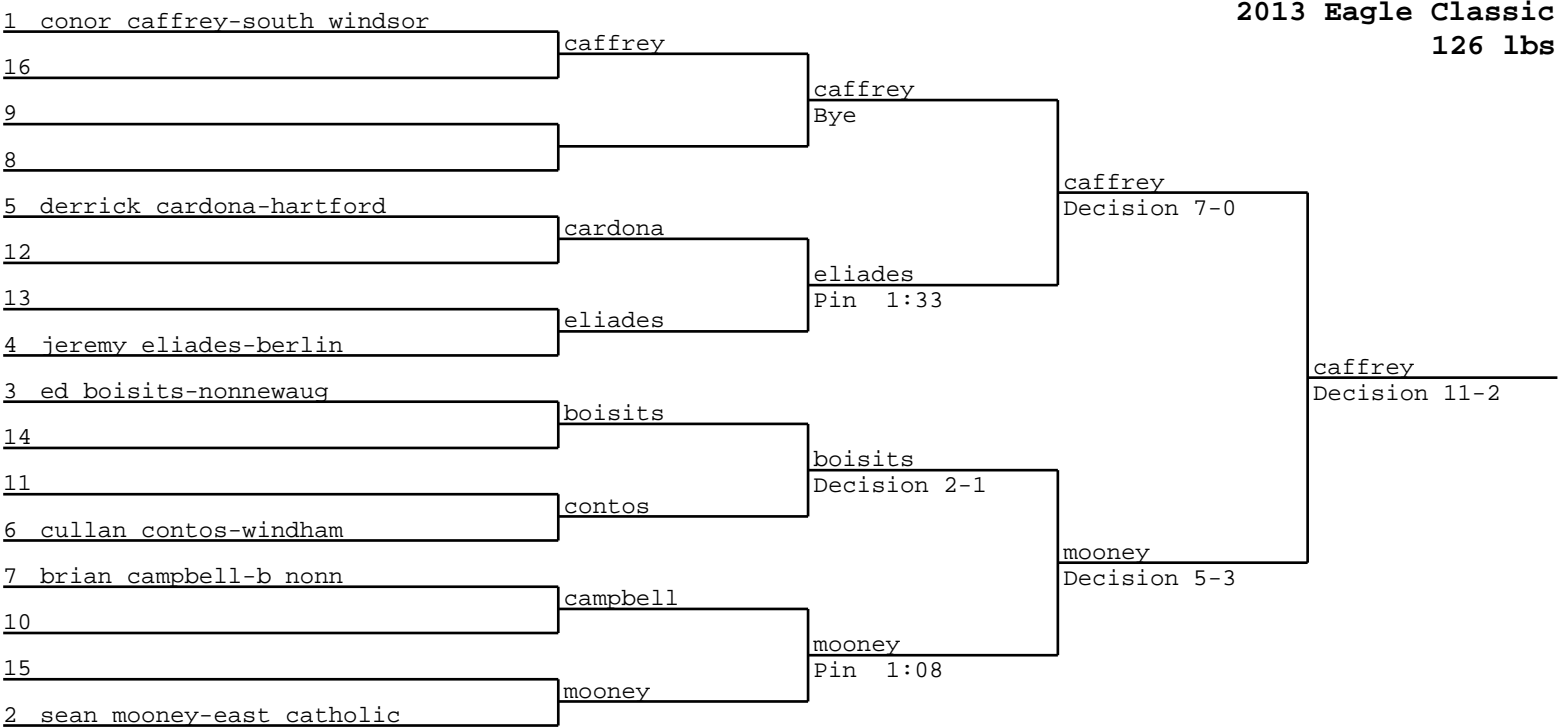 2013 Eagle Classic
126 lbs
1 conor caffrey-south windsor
16
9
8
5 derrick cardona-hartford
12
13
4 jeremy eliades-berlin
3 ed boisits-nonnewaug
14
11
6 cullan contos-windham
7 brian campbell-b nonn
10
15
2 sean mooney-east catholic
caffrey
cardona
eliades
boisits
contos
campbell
mooney
caffrey
Bye
eliades
Pin 1:33
boisits
Decision 2-1
mooney
Pin 1:08
caffrey
Decision 7-0
mooney
Decision 5-3
caffrey
Decision 11-2